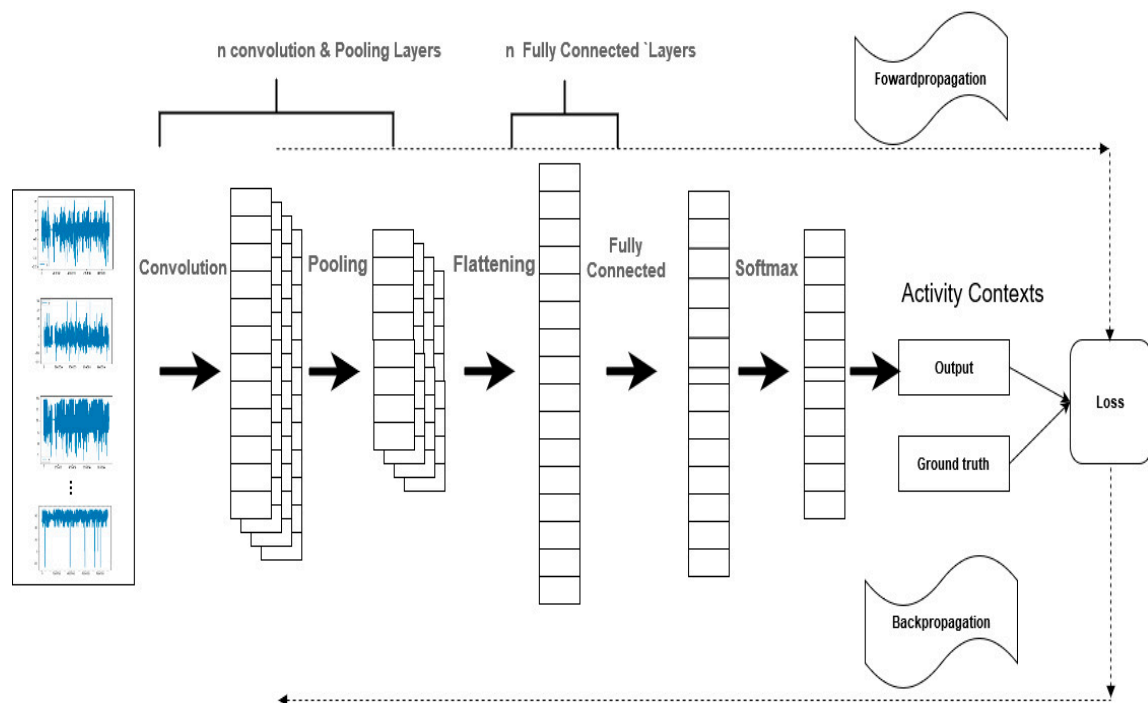 n convolution & Pooling Layers
n Fully Connected `Layers
Fowardpropagation
Convolution
Pooling
Flattening
Fully
Connected
Softmax
Activity Contexts
Output
Ground truth
Loss
Backpropagation